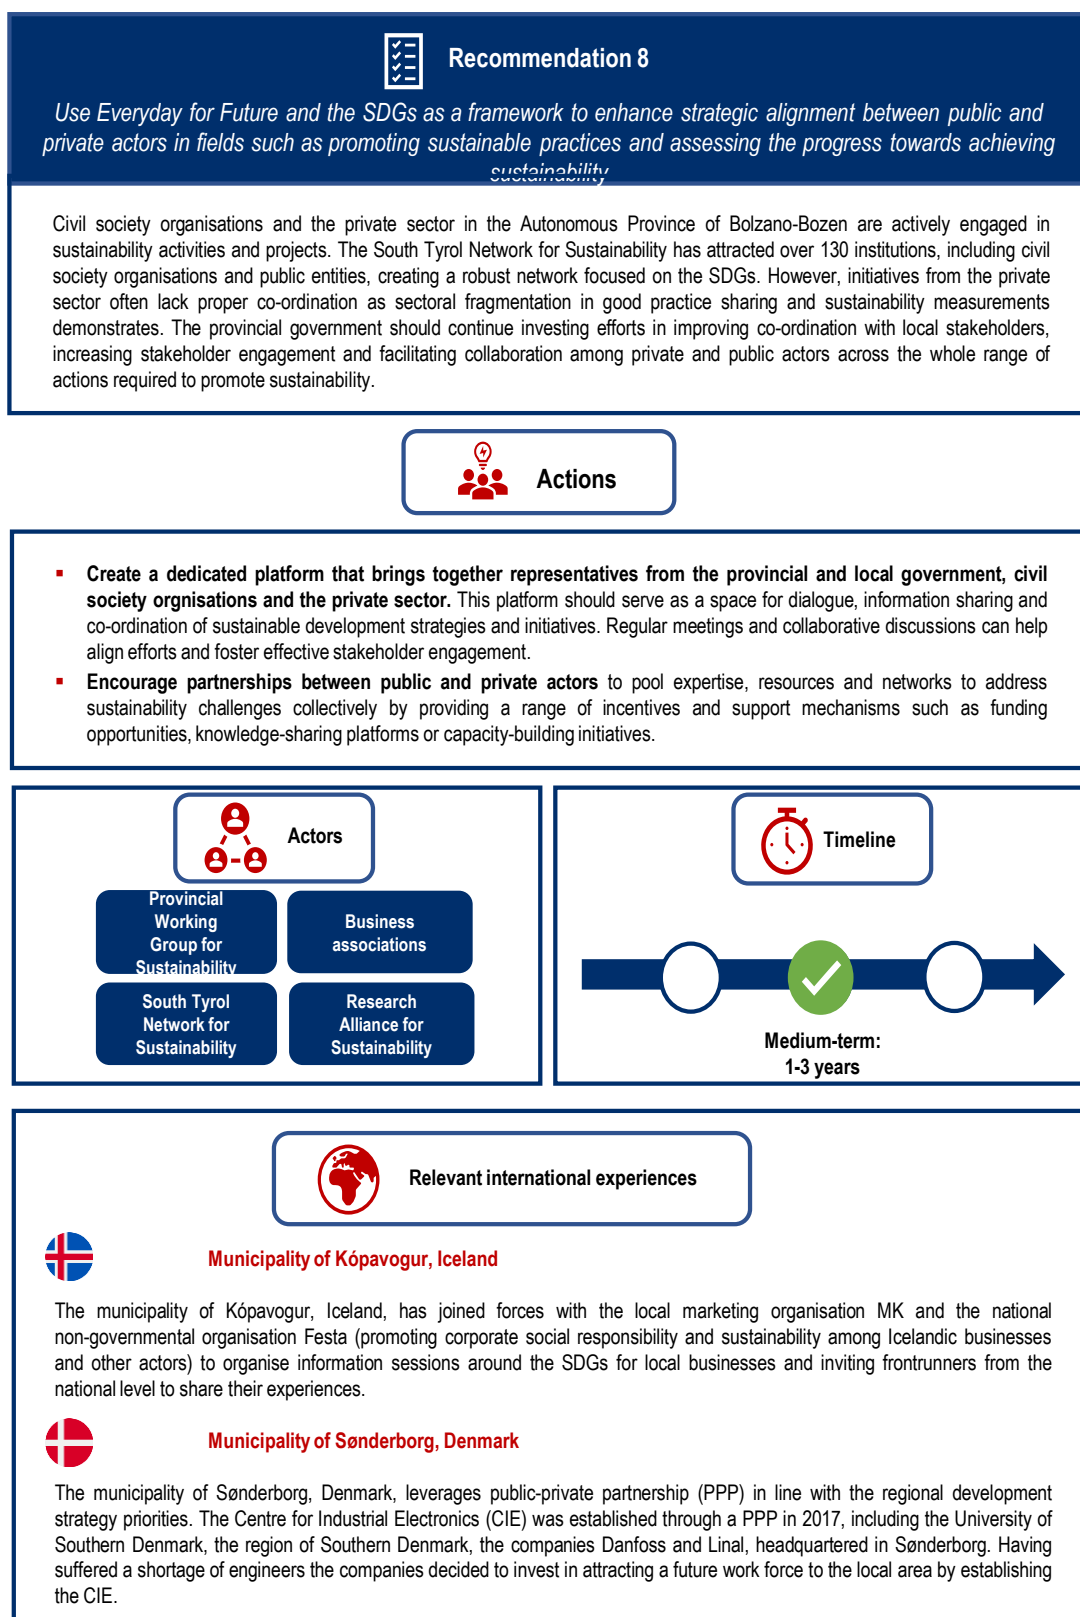 Recommendation 8
Use Everyday for Future and the SDGs as a framework to enhance strategic alignment between public and
private actors in fields such as promoting sustainable practices and assessing the progress towards achieving
sustainability
Civil society organisations and the private sector in the Autonomous Province of Bolzano-Bozen are actively engaged in
sustainability activities and projects. The South Tyrol Network for Sustainability has attracted over 130 institutions, including civil
society organisations and public entities, creating a robust network focused on the SDGs. However, initiatives from the private
sector often lack proper co-ordination as sectoral fragmentation in good practice sharing and sustainability measurements
demonstrates. The provincial government should continue investing efforts in improving co-ordination with local stakeholders,
increasing stakeholder engagement and facilitating collaboration among private and public actors across the whole range of
actions required to promote sustainability.
Actions
▪ Create a dedicated platform that brings together representatives from the provincial and local government, civil
society orgnisations and the private sector. This platform should serve as a space for dialogue, information sharing and
co-ordination of sustainable development strategies and initiatives. Regular meetings and collaborative discussions can help
align efforts and foster effective stakeholder engagement.
▪ Encourage partnerships between public and private actors to pool expertise, resources and networks to address
sustainability challenges collectively by providing a range of incentives and support mechanisms such as funding
opportunities, knowledge-sharing platforms or capacity-building initiatives.
Actors
Provincial
Working
Group for
Sustainability
Business
associations
South Tyrol
Network for
Sustainability
Research
Alliance for
Sustainability
Timeline
Medium-term:
1-3 years
Relevant international experiences
Municipality of Kópavogur, Iceland
The municipality of Kópavogur, Iceland, has joined forces with the local marketing organisation MK and the national
non-governmental organisation Festa (promoting corporate social responsibility and sustainability among Icelandic businesses
and other actors) to organise information sessions around the SDGs for local businesses and inviting frontrunners from the
national level to share their experiences.
Municipality of Sønderborg, Denmark
The municipality of Sønderborg, Denmark, leverages public-private partnership (PPP) in line with the regional development
strategy priorities. The Centre for Industrial Electronics (CIE) was established through a PPP in 2017, including the University of
Southern Denmark, the region of Southern Denmark, the companies Danfoss and Linal, headquartered in Sønderborg. Having
suffered a shortage of engineers the companies decided to invest in attracting a future work force to the local area by establishing
the CIE.